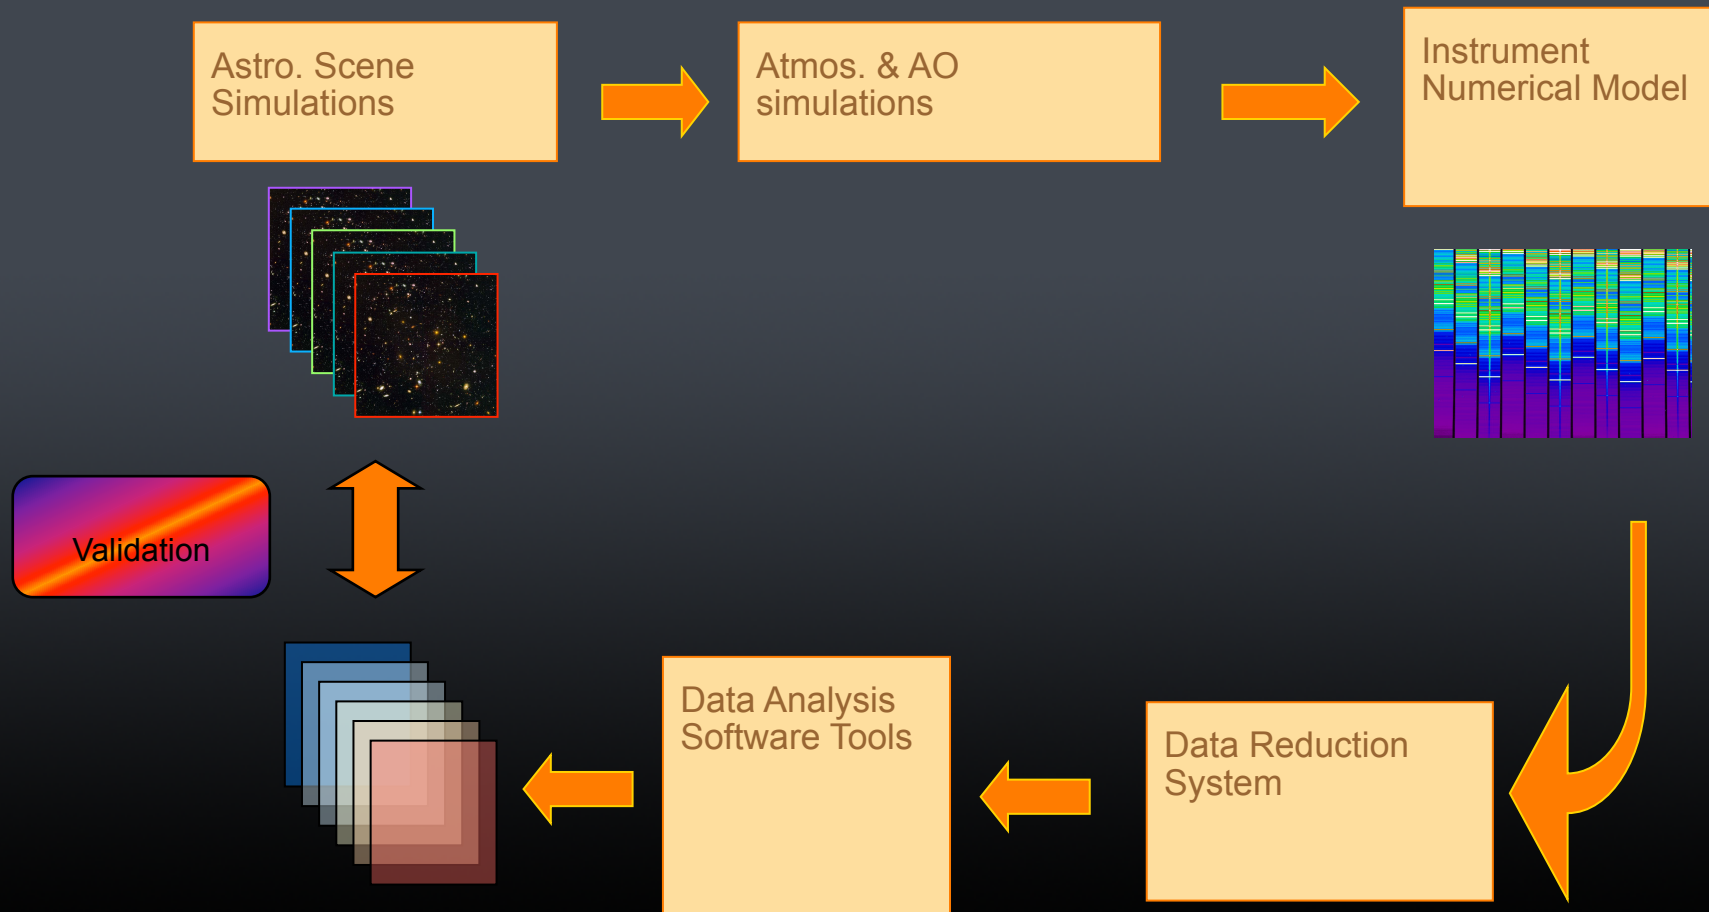 Astro. Scene
Simulations
Atmos. & AO
simulations
Instrument
Numerical Model
Validation
Data Analysis
Software Tools
Data Reduction
System